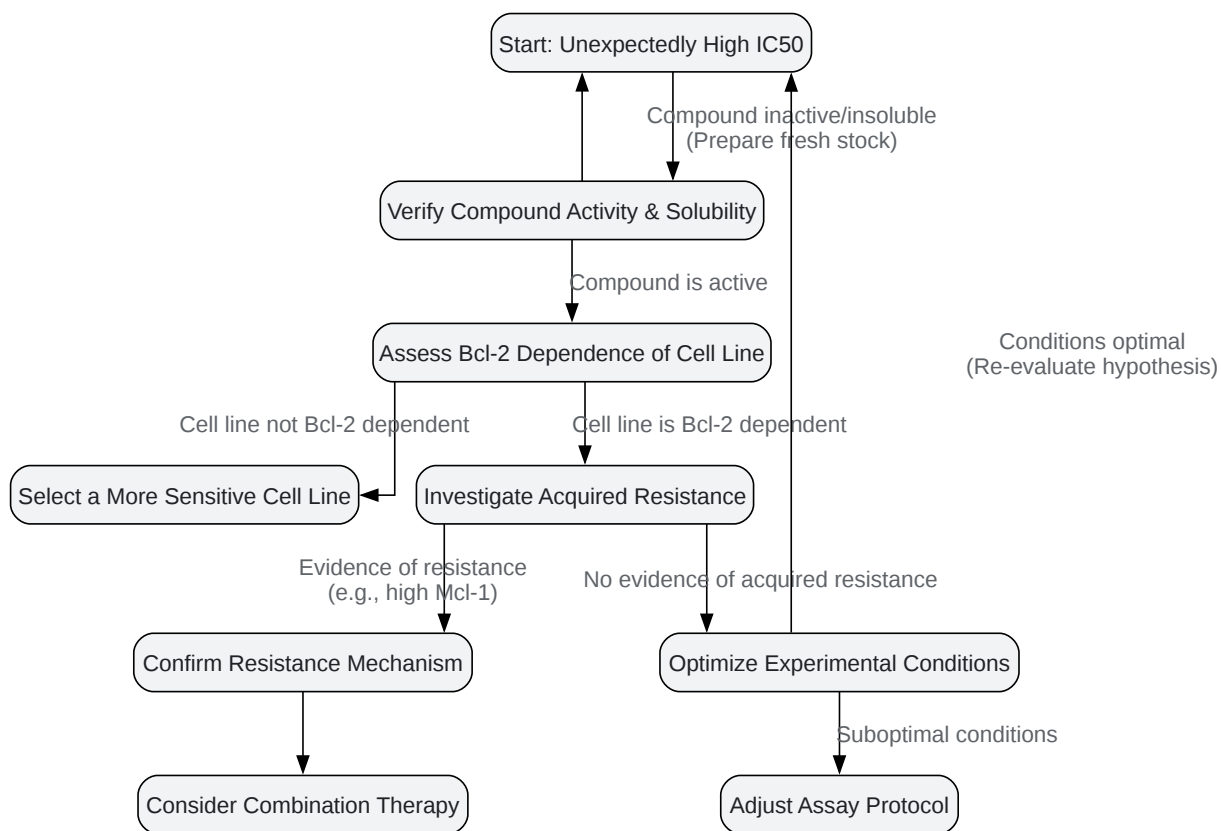 Start: Unexpectedly High IC50
Compound inactive/insoluble
(Prepare fresh stock)
Verify Compound Activity & Solubility
Compound is active
Assess Bcl-2 Dependence of Cell Line
Conditions optimal
(Re-evaluate hypothesis)
Cell line not Bcl-2 dependent
Cell line is Bcl-2 dependent
Select a More Sensitive Cell Line
Investigate Acquired Resistance
Evidence of resistance
(e.g., high Mcl-1)
No evidence of acquired resistance
Confirm Resistance Mechanism
Optimize Experimental Conditions
Suboptimal conditions
Consider Combination Therapy
Adjust Assay Protocol